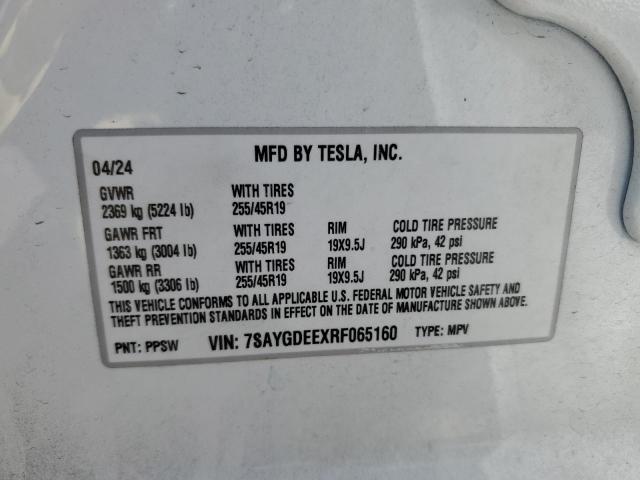 MFD BY TESLA, INC.
04/24
GVWR WITH TIRES
2369 kg (5224 lb) 255/45R19
GAWR FRT WITH TIRES RIM COLD TIRE PRESSURE
1363 kg (3004 lb) 255/45R19 19X9.5J 290 kPa, 42 psi
GAWR RR WITH TIRES RIM COLD TIRE PRESSURE
1500 kg (3306 lb) 255/45R19 19X9.5J 290 kPa, 42 psi
THIS VEHICLE CONFORMS TO ALL APPLICABLE U.S. FEDERAL MOTOR VEHICLE SAFETY AND
THEFT PREVENTION STANDARDS IN EFFECT ON THE DATE OF MANUFACTURE SHOWN ABOVE.
PNT: PPSW VIN: 7SAYGDEEXRF065160 TYPE: MPV